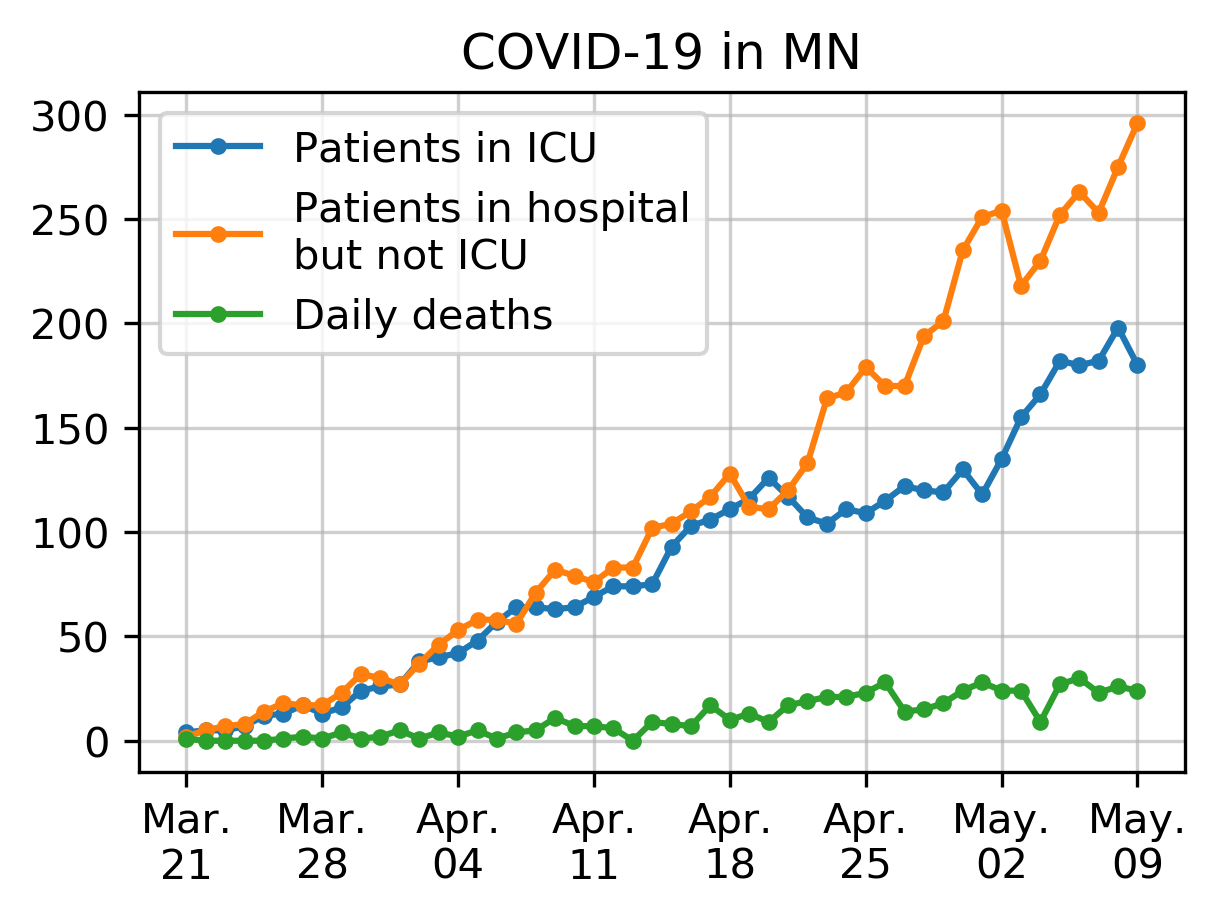 COVID-19 in MN
300
250
200
150
100
50
0
Patients in ICU
Patients in hospital
but not ICU
Daily deaths
Mar. Mar. Apr. Apr. Apr. Apr. May. May.
21 28 04 11 18 25 02 09